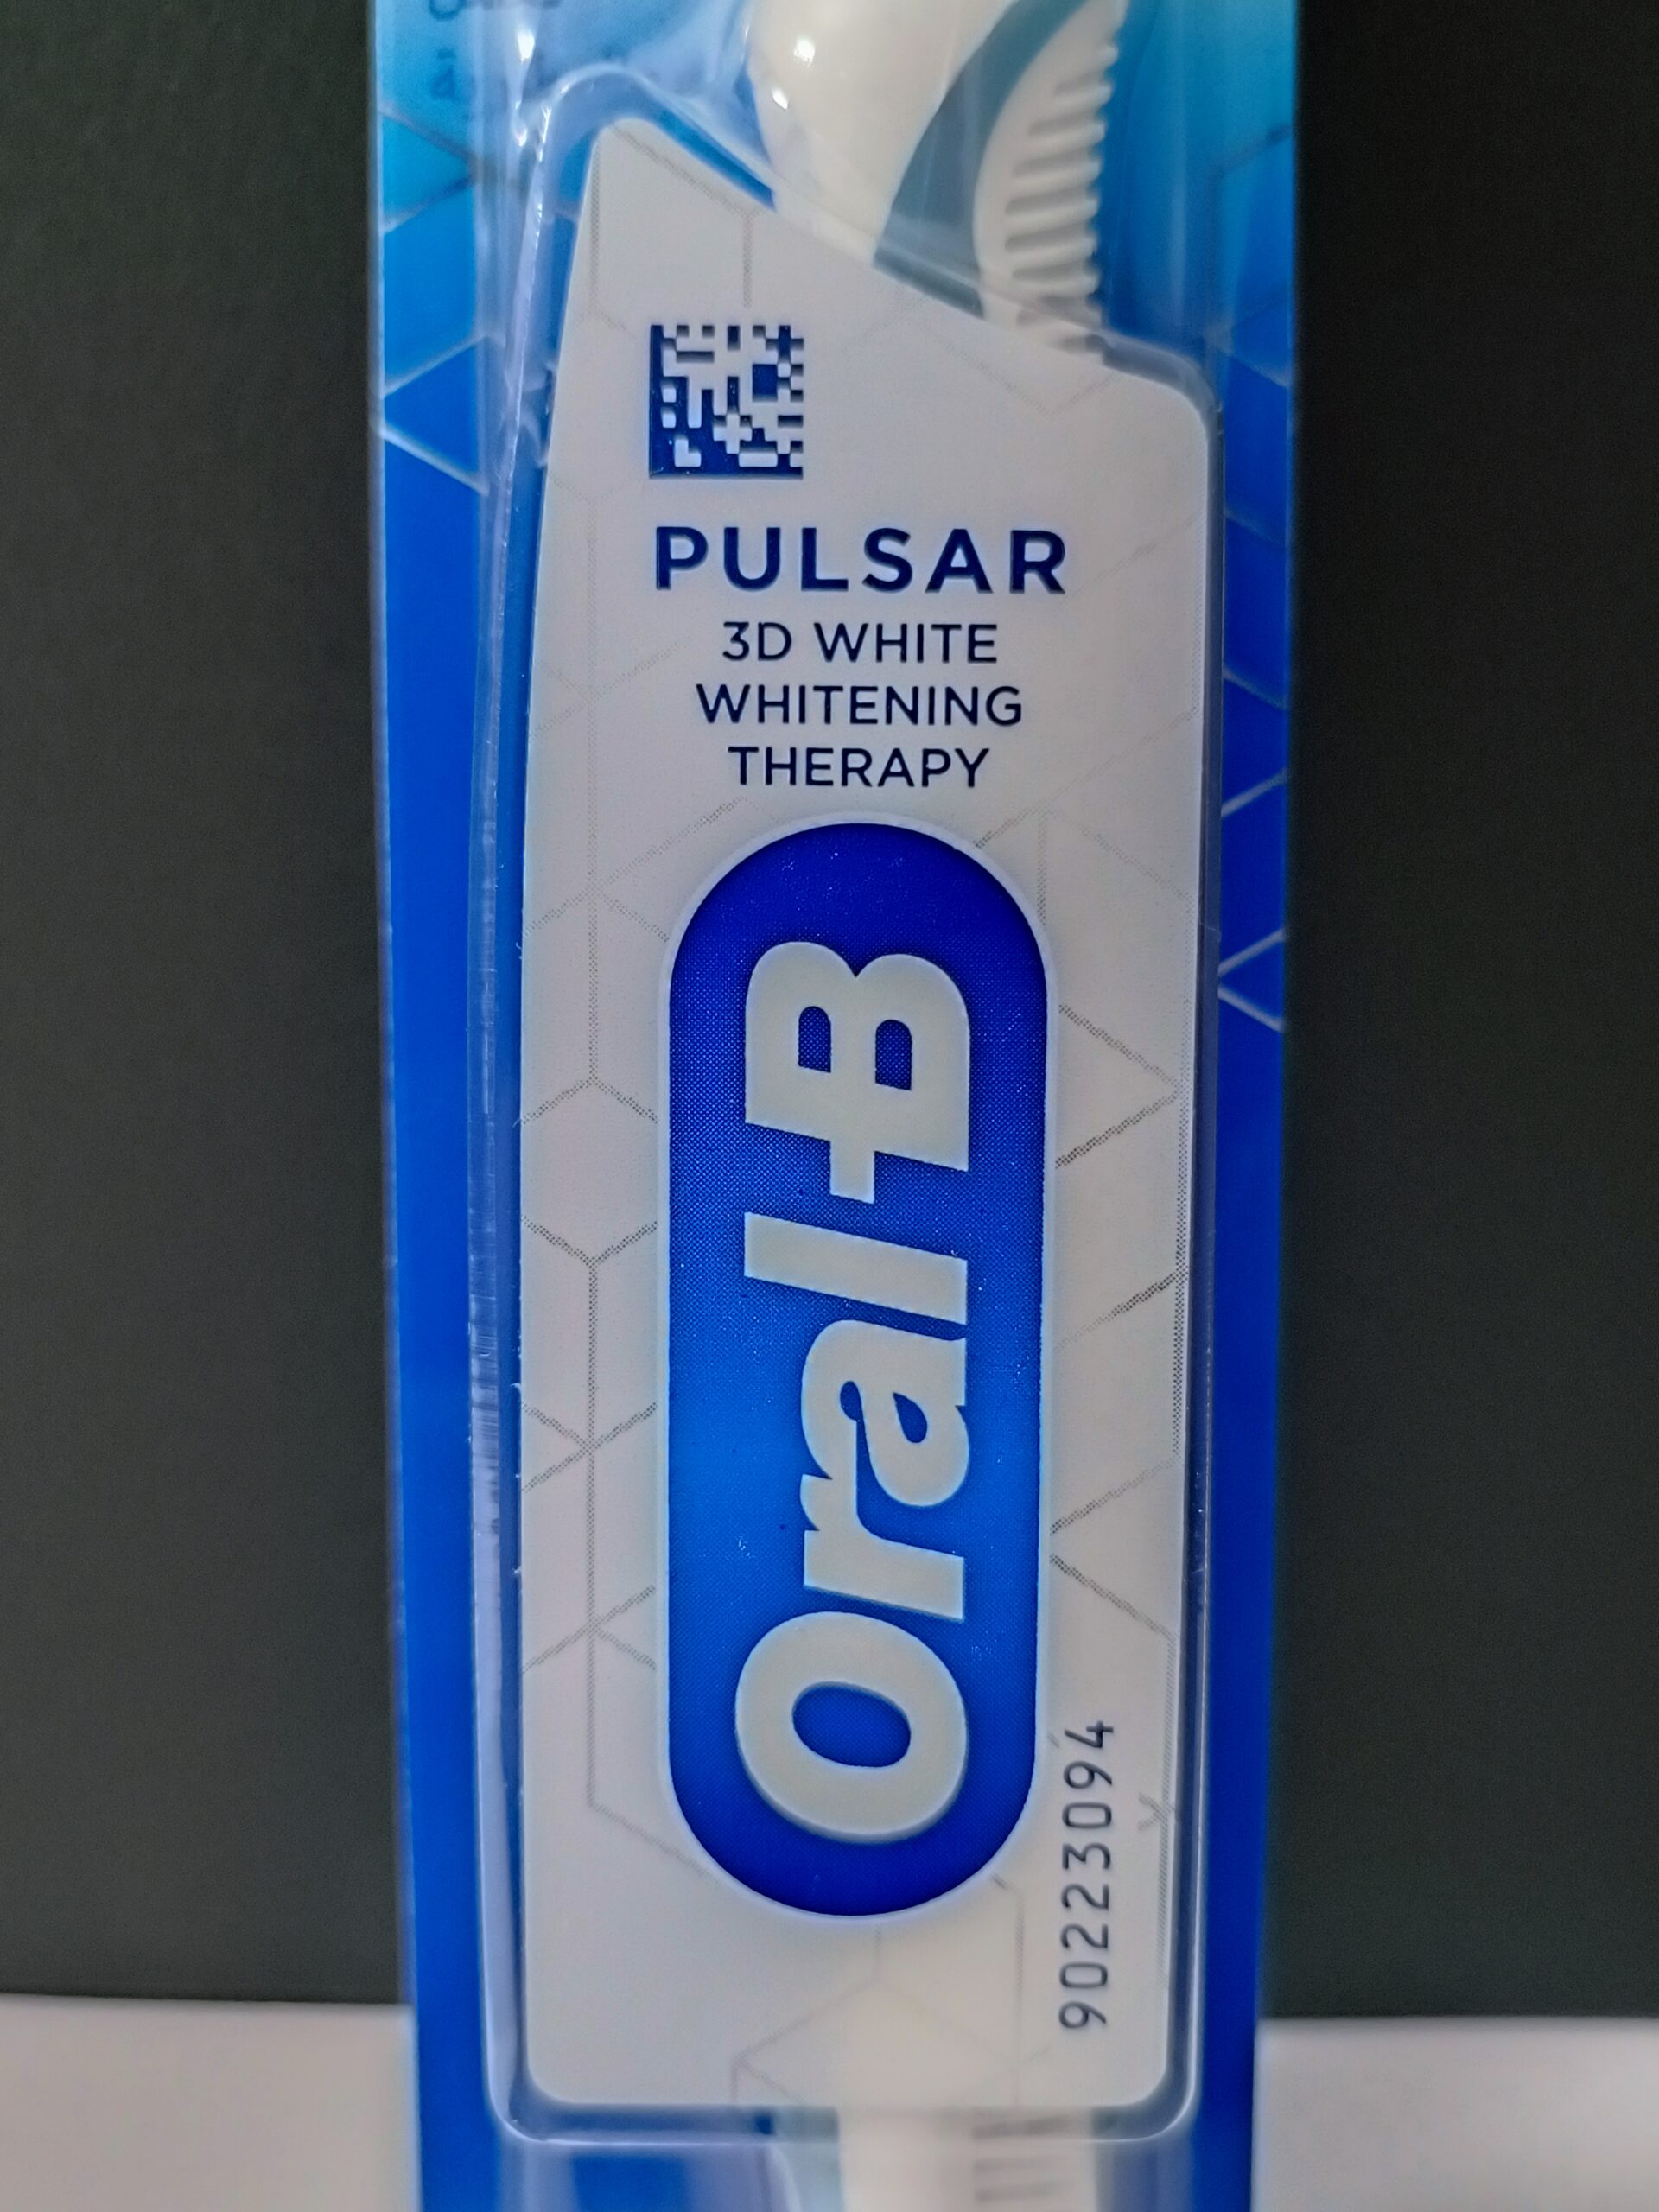 PULSAR
3D WHITE
WHITENING
THERAPY
Oral-B
90223094